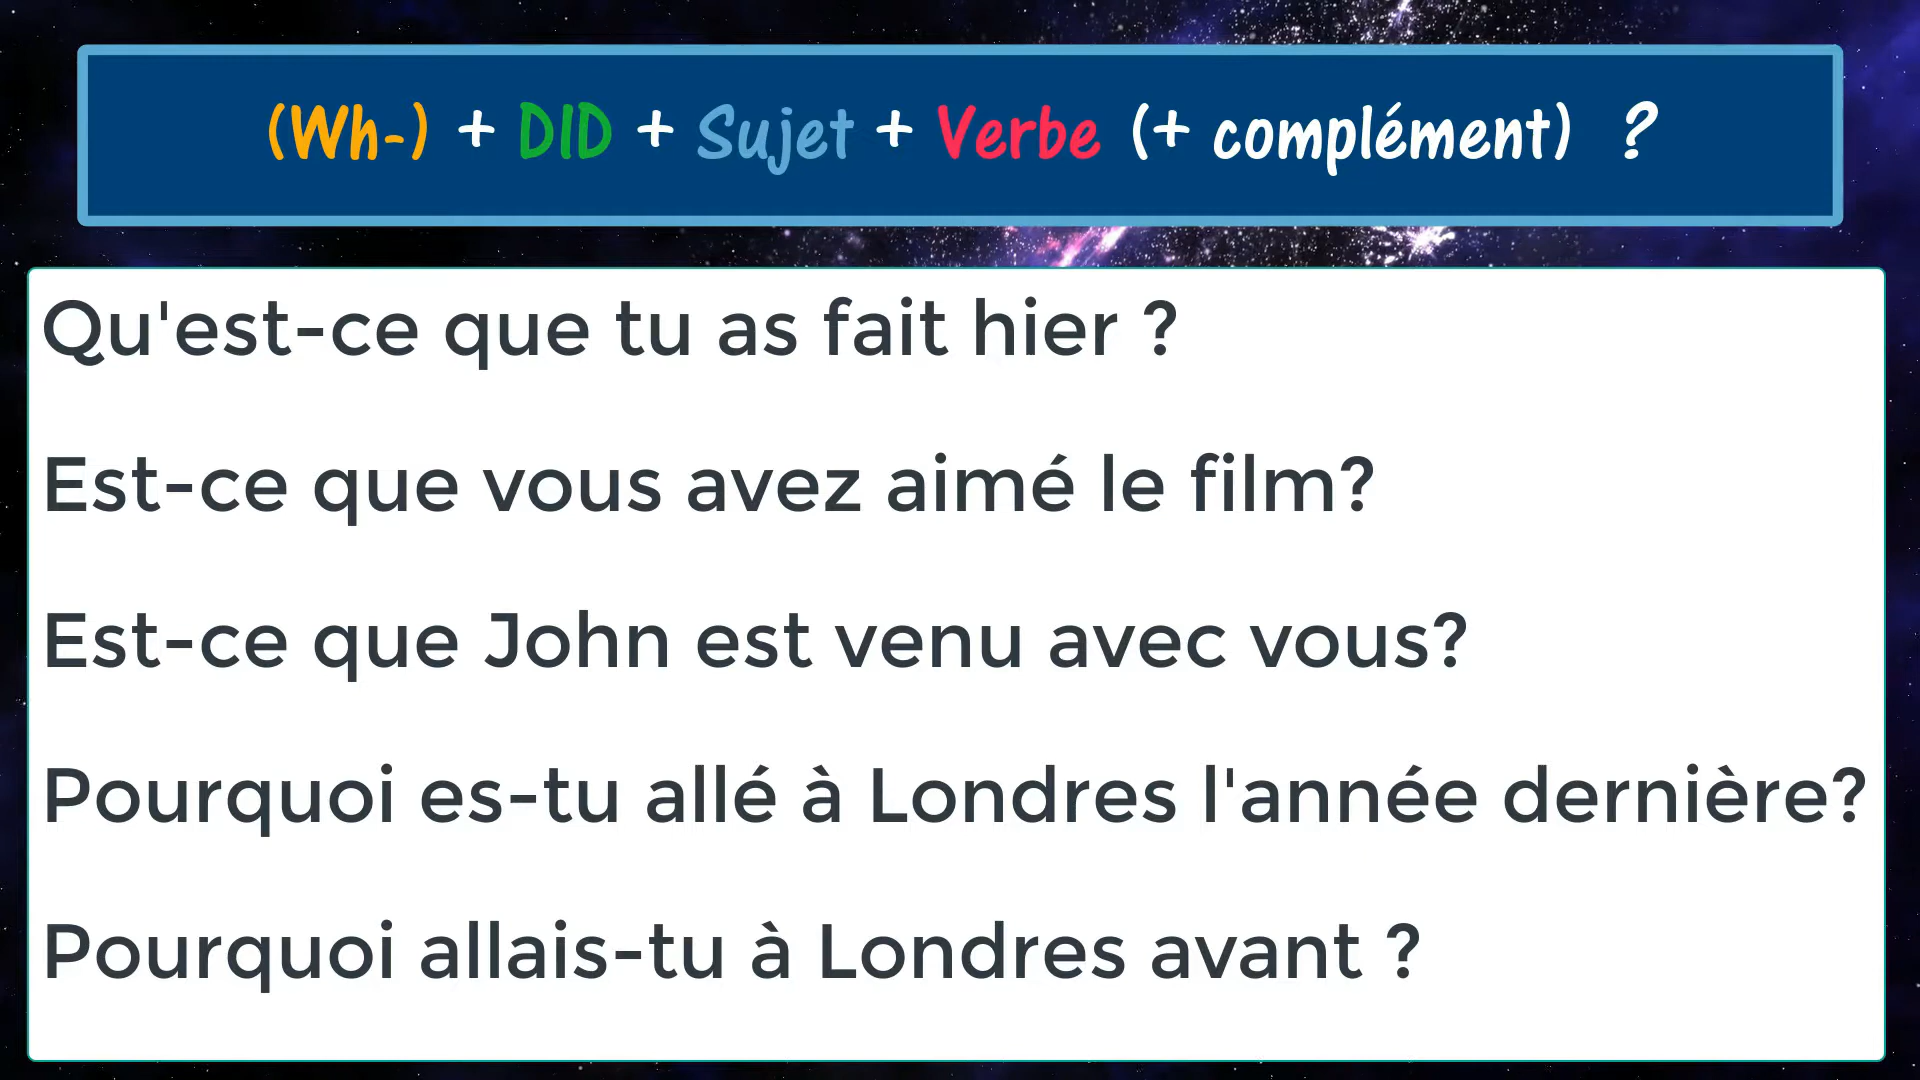 (Wh-) + DID + Sujet + Verbe (+ complément) ?
Qu'est-ce que tu as fait hier ?
Est-ce que vous avez aimé le film?
Est-ce que John est venu avec vous?
Pourquoi es-tu allé à Londres l'année dernière?
Pourquoi allais-tu à Londres avant ?